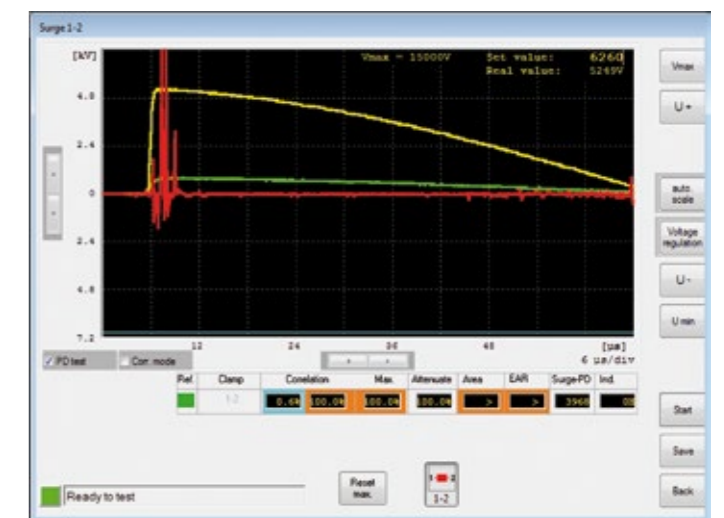 Surge 1-2
[kV]
Vmax = 15000V
Set value: 6260
Real value: 5249V
4.8
2.4
0
2.4
4.8
7.2
12 24 36 48 [µs]
6 µs/div
PD test
Corr. mode
Ref. Clamp Correlation Max. Attenuate Area EAR Surge-PD Ind.
1-2 0.6% 100.0% 100.0% 100.0% > > 3968 08
Ready to test
Reset max.
1 2
1-2
Vmax
U+
auto. scale
Voltage regulation
U-
U min
Start
Save
Back